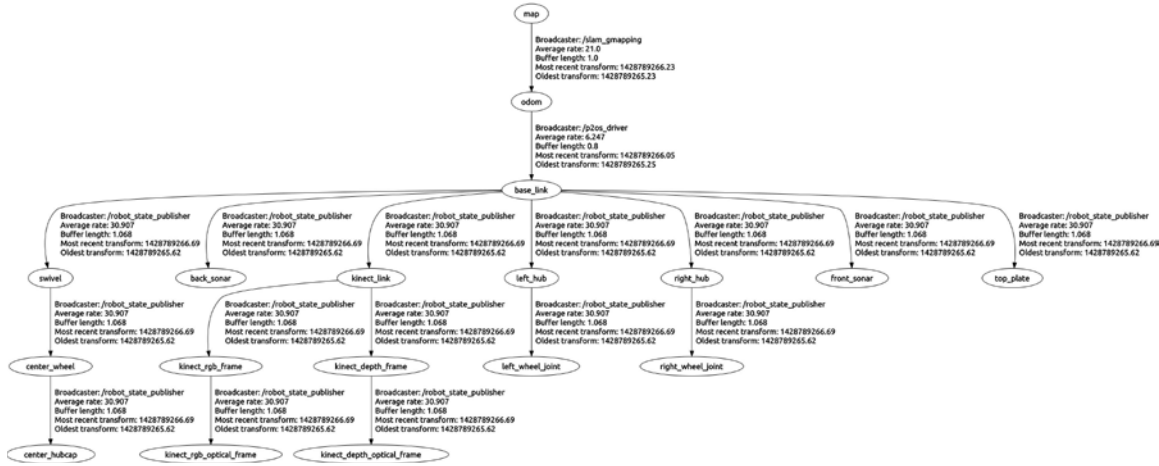 map
Broadcaster: /slam_gmapping
Average rate: 21.0
Buffer length: 1.0
Most recent transform: 1428789266.23
Oldest transform: 1428789265.23
odom
Broadcaster: /p2os_driver
Average rate: 6.247
Buffer length: 0.8
Most recent transform: 1428789266.05
Oldest transform: 1428789265.25
base_link
Broadcaster: /robot_state_publisher
Average rate: 30.907
Buffer length: 1.068
Most recent transform: 1428789266.69
Oldest transform: 1428789265.62
Broadcaster: /robot_state_publisher
Average rate: 30.907
Buffer length: 1.068
Most recent transform: 1428789266.69
Oldest transform: 1428789265.62
Broadcaster: /robot_state_publisher
Average rate: 30.907
Buffer length: 1.068
Most recent transform: 1428789266.69
Oldest transform: 1428789265.62
Broadcaster: /robot_state_publisher
Average rate: 30.907
Buffer length: 1.068
Most recent transform: 1428789266.69
Oldest transform: 1428789265.62
Broadcaster: /robot_state_publisher
Average rate: 30.907
Buffer length: 1.068
Most recent transform: 1428789266.69
Oldest transform: 1428789265.62
Broadcaster: /robot_state_publisher
Average rate: 30.907
Buffer length: 1.068
Most recent transform: 1428789266.69
Oldest transform: 1428789265.62
Broadcaster: /robot_state_publisher
Average rate: 30.907
Buffer length: 1.068
Most recent transform: 1428789266.69
Oldest transform: 1428789265.62
swivel
back_sonar
kinect_link
left_hub
right_hub
front_sonar
top_plate
Broadcaster: /robot_state_publisher
Average rate: 30.907
Buffer length: 1.068
Most recent transform: 1428789266.69
Oldest transform: 1428789265.62
Broadcaster: /robot_state_publisher
Average rate: 30.907
Buffer length: 1.068
Most recent transform: 1428789266.69
Oldest transform: 1428789265.62
Broadcaster: /robot_state_publisher
Average rate: 30.907
Buffer length: 1.068
Most recent transform: 1428789266.69
Oldest transform: 1428789265.62
Broadcaster: /robot_state_publisher
Average rate: 30.907
Buffer length: 1.068
Most recent transform: 1428789266.69
Oldest transform: 1428789265.62
Broadcaster: /robot_state_publisher
Average rate: 30.907
Buffer length: 1.068
Most recent transform: 1428789266.69
Oldest transform: 1428789265.62
center_wheel
kinect_rgb_frame
kinect_depth_frame
left_wheel_joint
right_wheel_joint
Broadcaster: /robot_state_publisher
Average rate: 30.907
Buffer length: 1.068
Most recent transform: 1428789266.69
Oldest transform: 1428789265.62
Broadcaster: /robot_state_publisher
Average rate: 30.907
Buffer length: 1.068
Most recent transform: 1428789266.69
Oldest transform: 1428789265.62
Broadcaster: /robot_state_publisher
Average rate: 30.907
Buffer length: 1.068
Most recent transform: 1428789266.69
Oldest transform: 1428789265.62
center_hubcap
kinect_rgb_optical_frame
kinect_depth_optical_frame